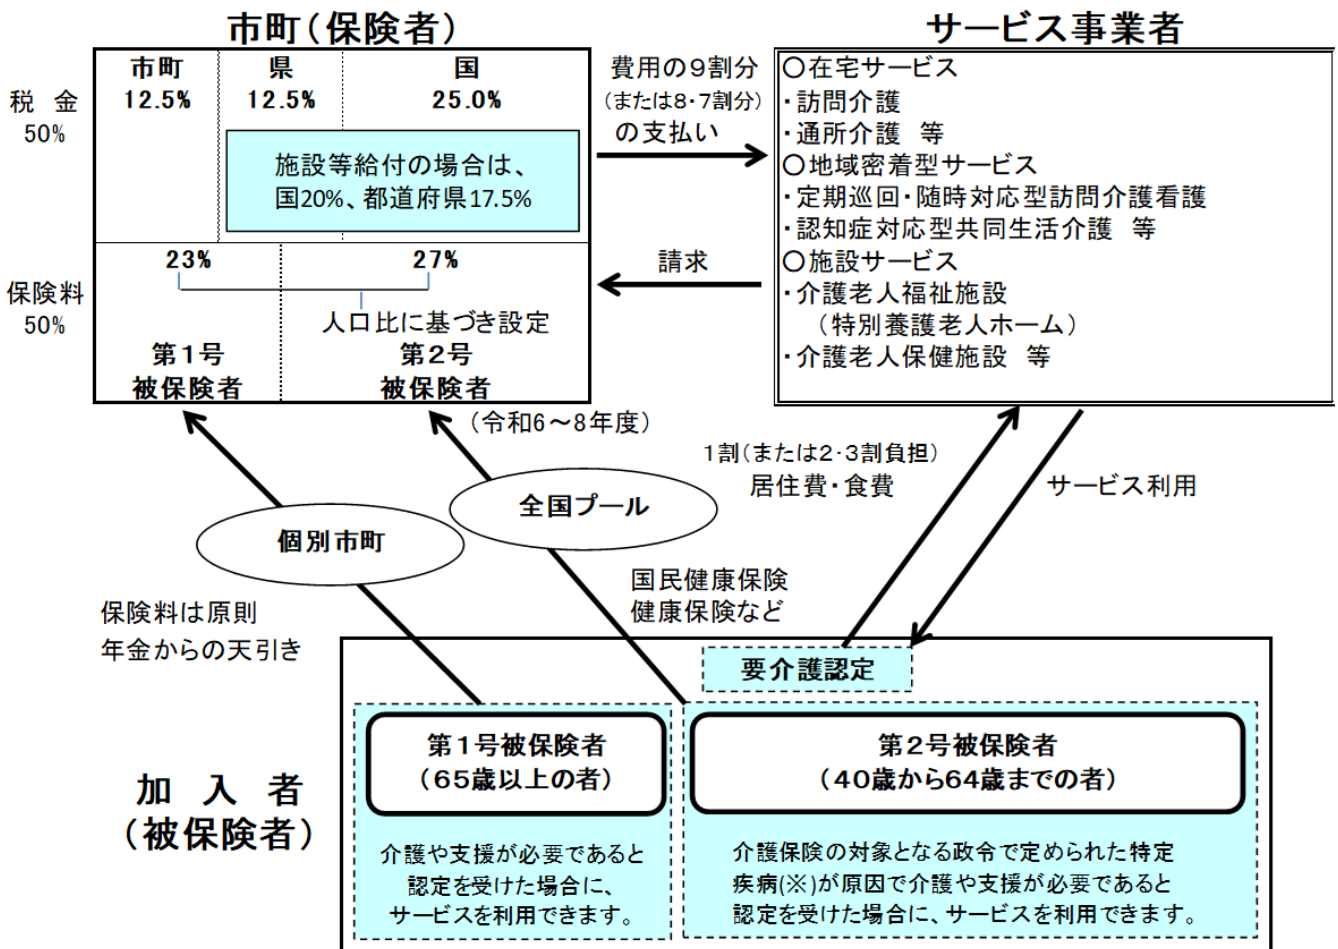 市町（保険者）
税 金
50%
市町
12.5%
県
12.5%
国
25.0%
施設等給付の場合は、
国20%、都道府県17.5%
保険料
50%
23%
27%
人口比に基づき設定
第１号
被保険者
第２号
被保険者
費用の９割分
（または８・７割分）
の支払い
請求
サービス事業者
〇在宅サービス
・訪問介護
・通所介護 等
〇地域密着型サービス
・定期巡回・随時対応型訪問介護看護
・認知症対応型共同生活介護 等
〇施設サービス
・介護老人福祉施設
（特別養護老人ホーム）
・介護老人保健施設 等
（令和６～８年度）
個別市町
全国プール
保険料は原則
年金からの天引き
国民健康保険
健康保険など
１割（または２・３割負担）
居住費・食費
サービス利用
要介護認定
加 入 者
（被保険者）
第１号被保険者
（65歳以上の者）
介護や支援が必要であると
認定を受けた場合に、
サービスを利用できます。
第２号被保険者
（40歳から64歳までの者）
介護保険の対象となる政令で定められた特定
疾病(※)が原因で介護や支援が必要であると
認定を受けた場合に、サービスを利用できます。